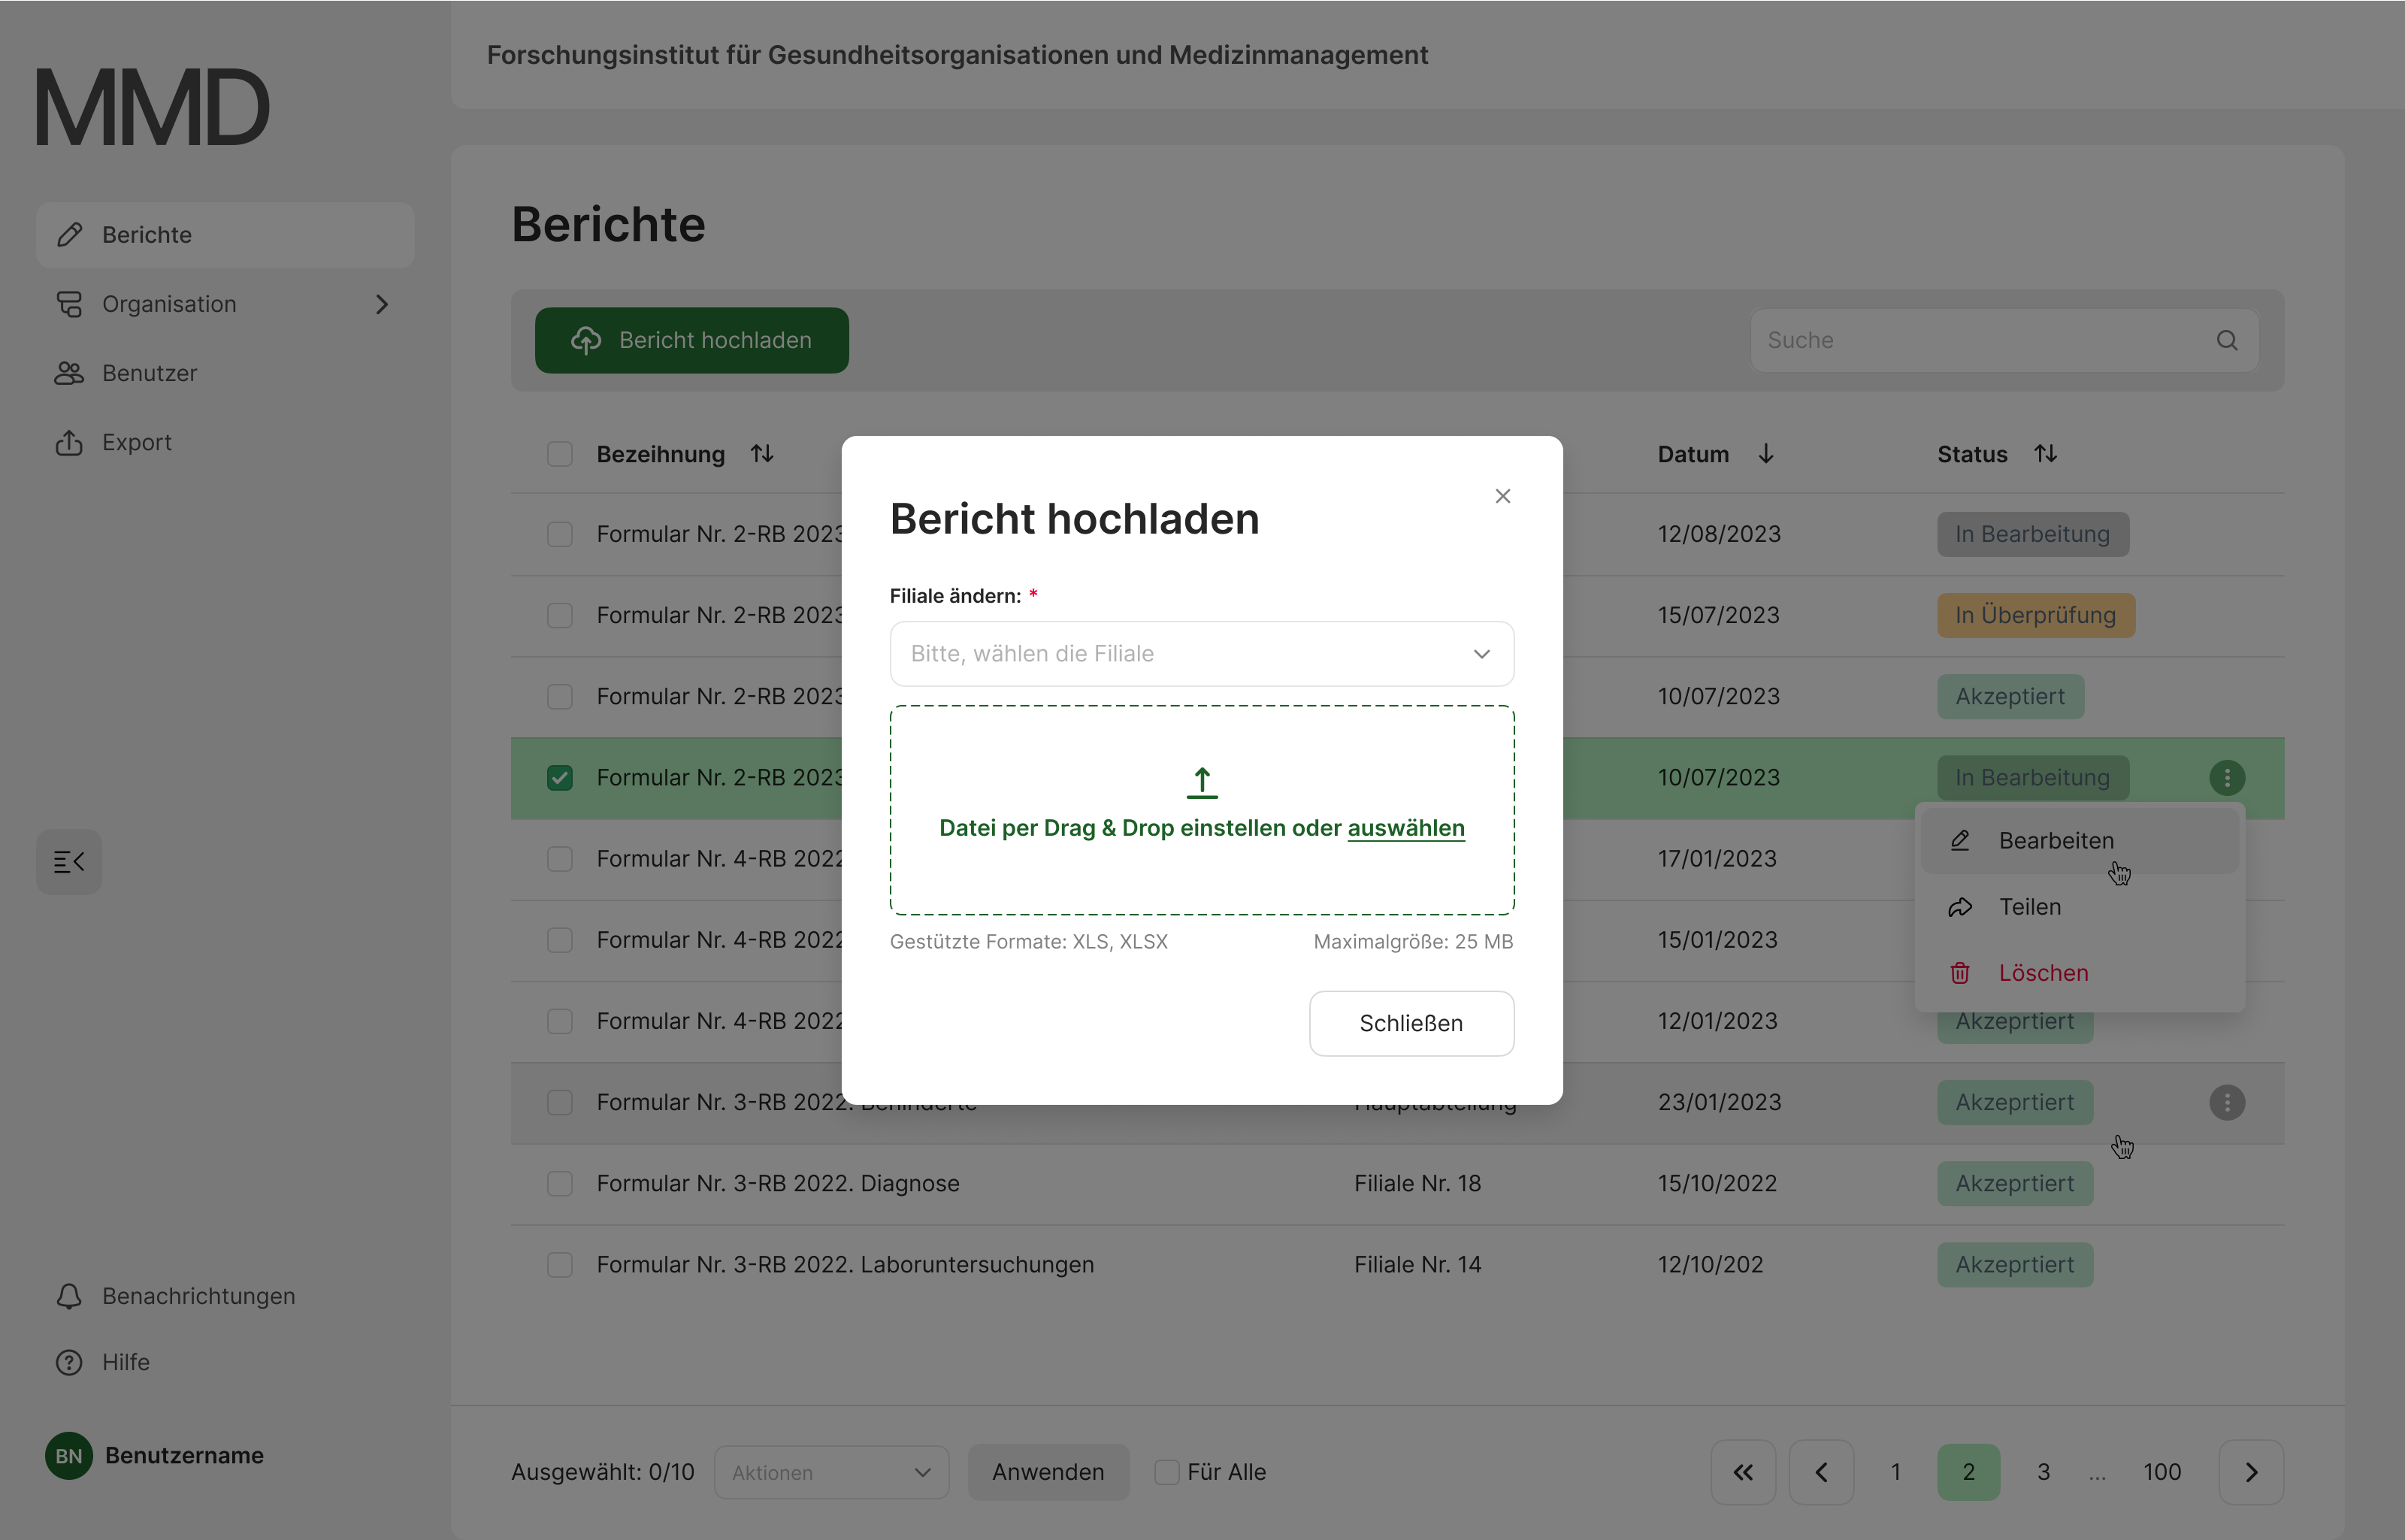 Forschungsinstitut für Gesundheitsorganisationen und Medizinmanagement
MMD
Berichte
Organisation
Benutzer
Export
Benachrichtungen
Hilfe
BN Benutzername
Berichte
Bericht hochladen
Suche
Bezeihnung Datum Status
Formular Nr. 2-RB 2023 12/08/2023 In Bearbeitung
Formular Nr. 2-RB 2023 15/07/2023 In Überprüfung
Formular Nr. 2-RB 2023 10/07/2023 Akzeptiert
Formular Nr. 2-RB 2023 10/07/2023 In Bearbeitung
Formular Nr. 4-RB 2022 17/01/2023
Formular Nr. 4-RB 2022 15/01/2023
Formular Nr. 4-RB 2022 12/01/2023 Akzeprtiert
Formular Nr. 3-RB 2022. Behinderte Hauptabteilung 23/01/2023 Akzeprtiert
Formular Nr. 3-RB 2022. Diagnose Filiale Nr. 18 15/10/2022 Akzeprtiert
Formular Nr. 3-RB 2022. Laboruntersuchungen Filiale Nr. 14 12/10/202 Akzeprtiert
Bearbeiten
Teilen
Löschen
Bericht hochladen
Filiale ändern: *
Bitte, wählen die Filiale
Datei per Drag & Drop einstellen oder auswählen
Gestützte Formate: XLS, XLSX Maximalgröße: 25 MB
Schließen
Ausgewählt: 0/10 Aktionen Anwenden Für Alle 1 2 3 ... 100